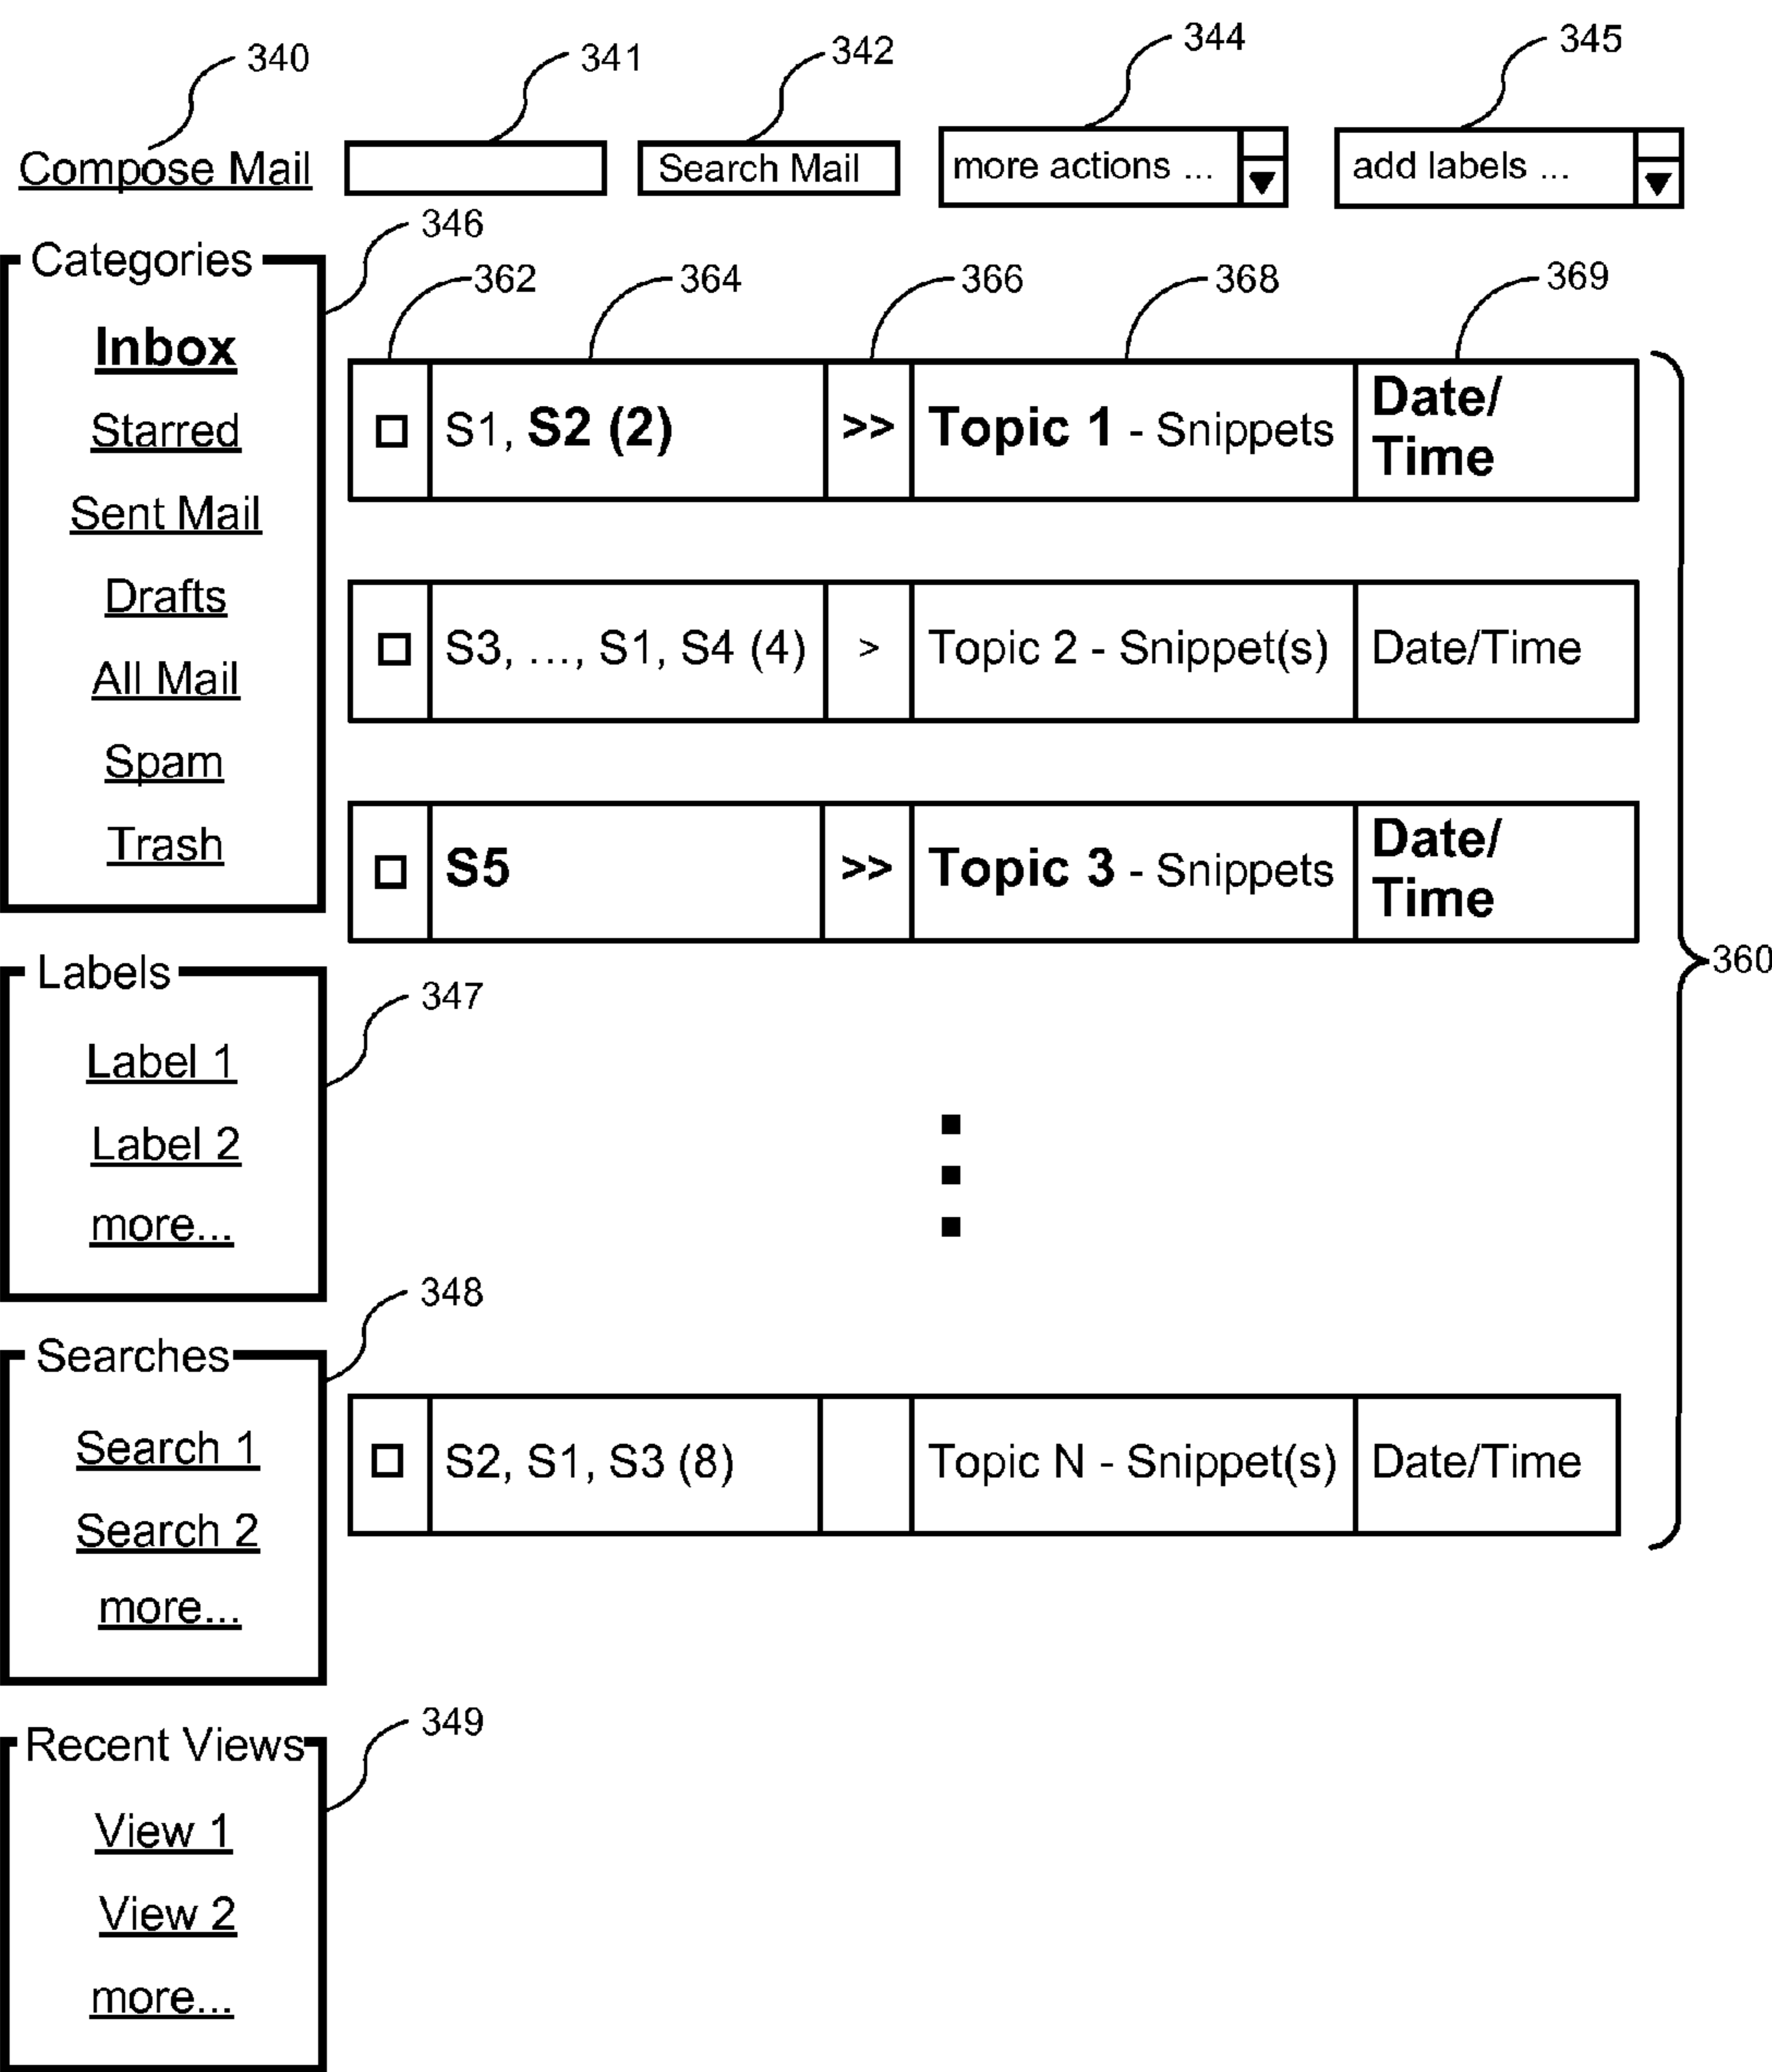 340 341 342 344 345
Compose Mail Search Mail more actions ... add labels ...
346
Categories
Inbox
Starred
Sent Mail
Drafts
All Mail
Spam
Trash
362 364 366 368 369
S1, S2 (2) >> Topic 1 - Snippets Date/
Time
S3, ..., S1, S4 (4) > Topic 2 - Snippet(s) Date/Time
S5 >> Topic 3 - Snippets Date/
Time
360
Labels
347
Label 1
Label 2
more...
348
Searches
Search 1
Search 2
more...
S2, S1, S3 (8) Topic N - Snippet(s) Date/Time
349
Recent Views
View 1
View 2
more...